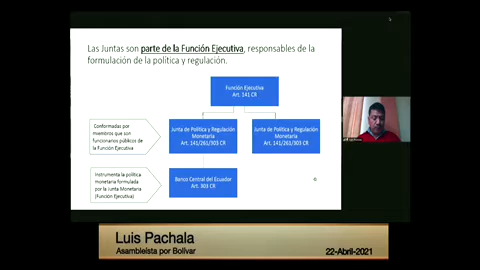 Las Juntas son parte de la Función Ejecutiva, responsables de la
formulación de la política y regulación.
Función Ejecutiva
Art. 141 CR
Conformadas por
miembros que son
funcionarios públicos de
la Función Ejecutiva
Junta de Política y Regulación
Monetaria
Art. 141/261/303 CR
Junta de Política y Regulación
Monetaria
Art. 141/261/303 CR
Instrumenta la política
monetaria formulada
por la Junta Monetaria
(Función Ejecutiva)
Banco Central del Ecuador
Art. 303 CR
Luis Pachala
Asambleísta por Bolívar
22-Abril-2021